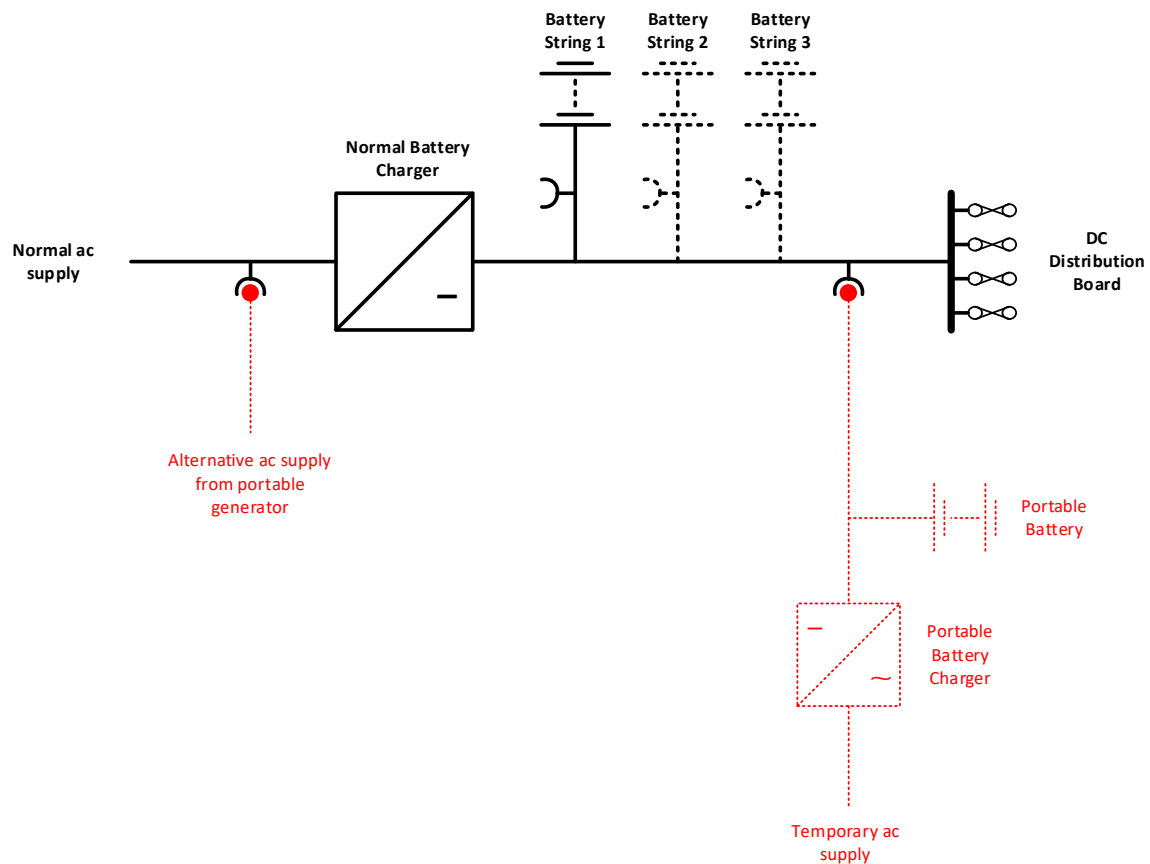 Battery
String 1
Battery
String 2
Battery
String 3
Normal Battery
Charger
Normal ac
supply
DC
Distribution
Board
Alternative ac supply
from portable
generator
Portable
Battery
Portable
Battery
Charger
Temporary ac
supply